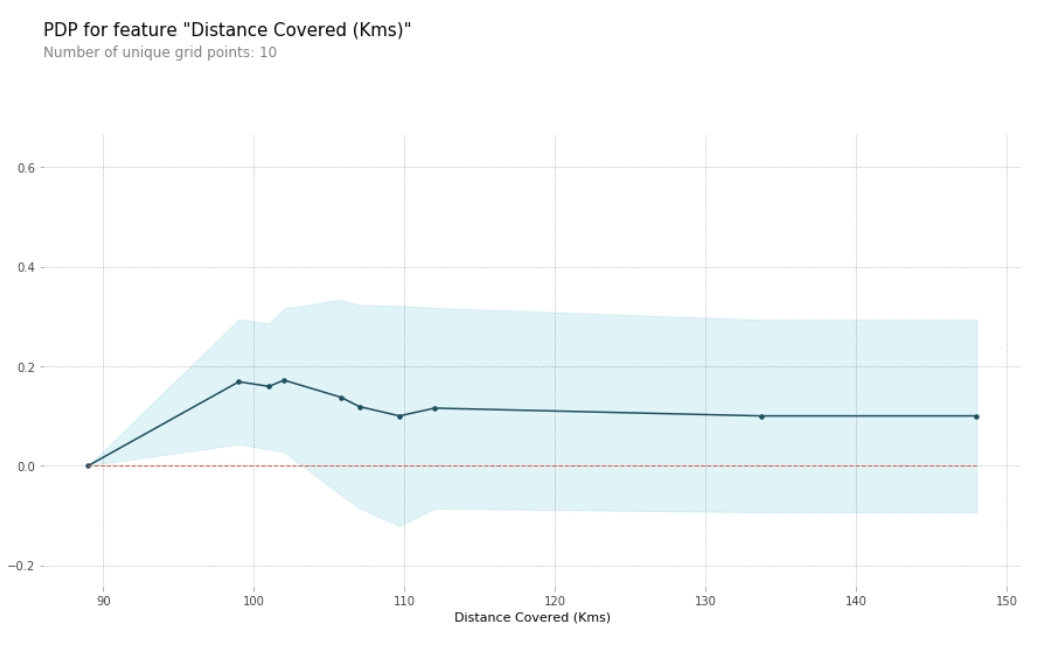 PDP for feature "Distance Covered (Kms)"
Number of unique grid points: 10
0.6
0.4
0.2
0.0
−0.2
90 100 110 120 130 140 150
Distance Covered (Kms)